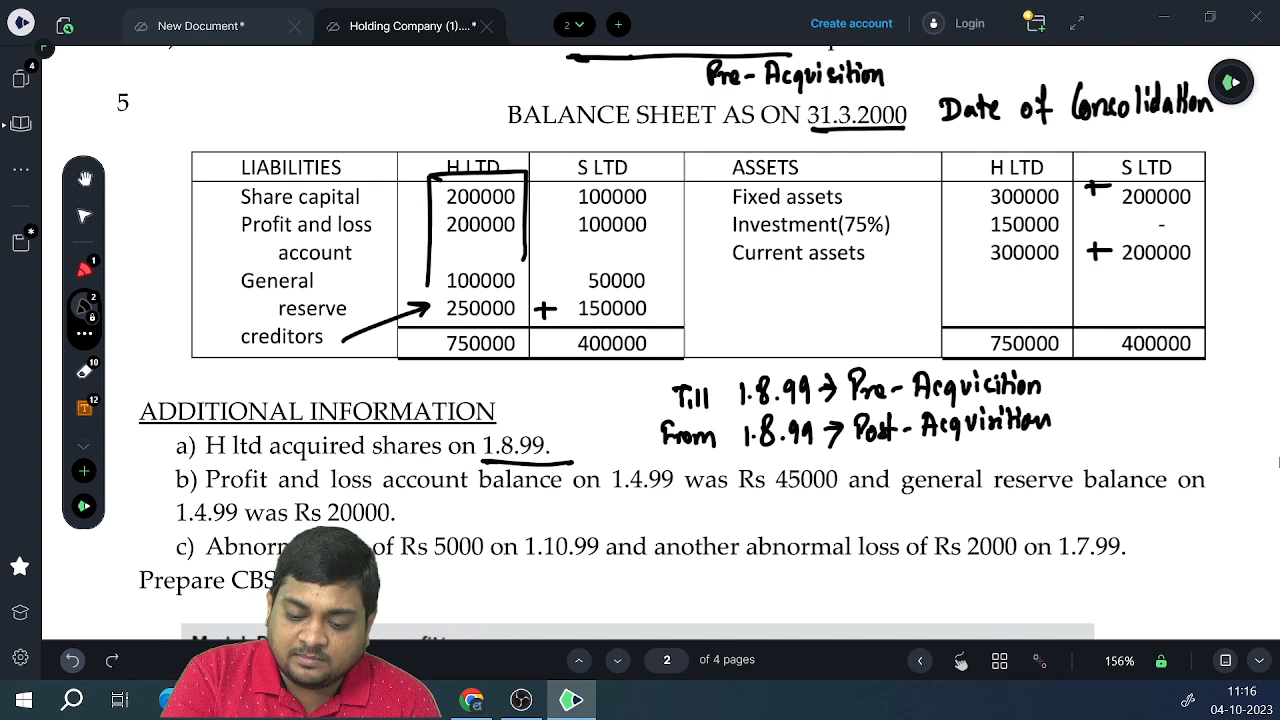 New Document
Holding Company (1)....*
2
Create account
Login
4
Pre-Acquisition
5
BALANCE SHEET AS ON 31.3.2000
Date of Consolidation
LIABILITIES H LTD S LTD ASSETS H LTD S LTD
Share capital 200000 100000 Fixed assets 300000 + 200000
Profit and loss 200000 100000 Investment(75%) 150000 -
account Current assets 300000 + 200000
General 100000 50000
reserve 250000 + 150000
creditors 750000 400000 750000 400000
Till 1.8.99 → Pre-Acquicition
From 1.8.99 → Post-Acquisition
ADDITIONAL INFORMATION
a) H ltd acquired shares on 1.8.99.
b) Profit and loss account balance on 1.4.99 was Rs 45000 and general reserve balance on
1.4.99 was Rs 20000.
c) Abnorm of Rs 5000 on 1.10.99 and another abnormal loss of Rs 2000 on 1.7.99.
Prepare CBS
1
2
10
12
2 of 4 pages
156%
11:16
04-10-2023